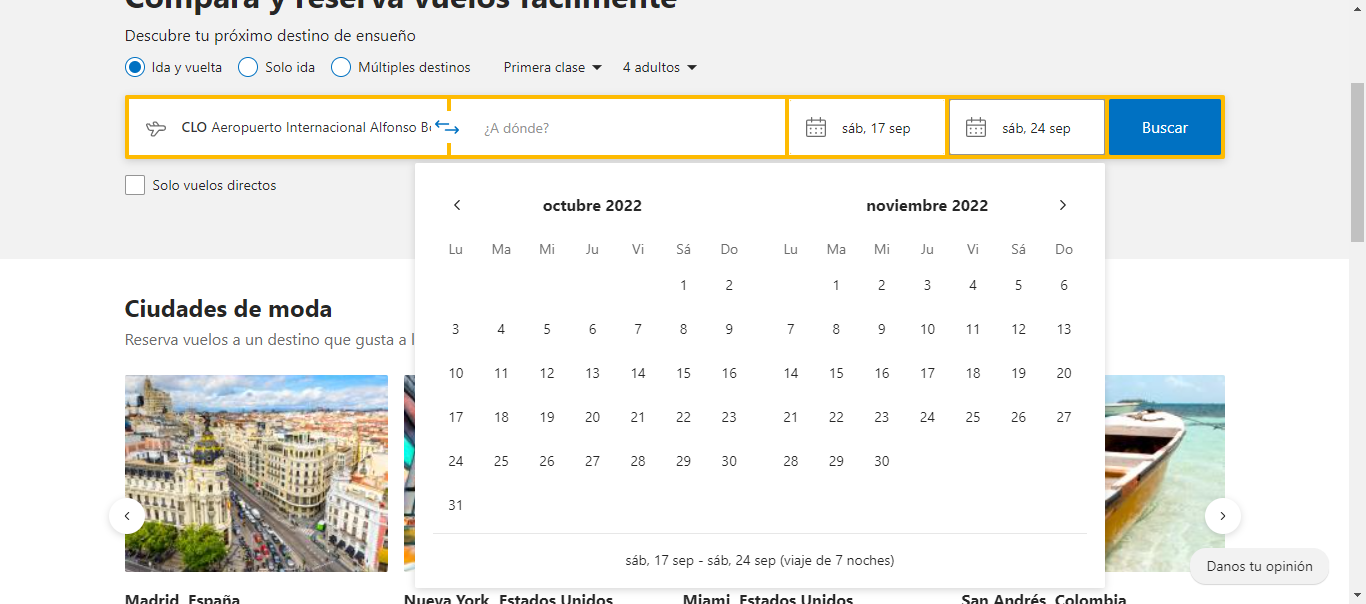 Compara y reserva vuelos fácilmente
Descubre tu próximo destino de ensueño
Ida y vuelta Solo ida Múltiples destinos Primera clase 4 adultos
CLO Aeropuerto Internacional Alfonso ¿A dónde? sáb, 17 sep sáb, 24 sep Buscar
Solo vuelos directos
octubre 2022 noviembre 2022
Lu Ma Mi Ju Vi Sá Do Lu Ma Mi Ju Vi Sá Do
1 2 1 2 3 4 5 6
3 4 5 6 7 8 9 7 8 9 10 11 12 13
10 11 12 13 14 15 16 14 15 16 17 18 19 20
17 18 19 20 21 22 23 21 22 23 24 25 26 27
24 25 26 27 28 29 30 28 29 30
31
sáb, 17 sep - sáb, 24 sep (viaje de 7 noches)
Ciudades de moda
Reserva vuelos a un destino que gusta a l
Danos tu opinión
Madrid, España Nueva York, Estados Unidos Miami, Estados Unidos San Andrés, Colombia